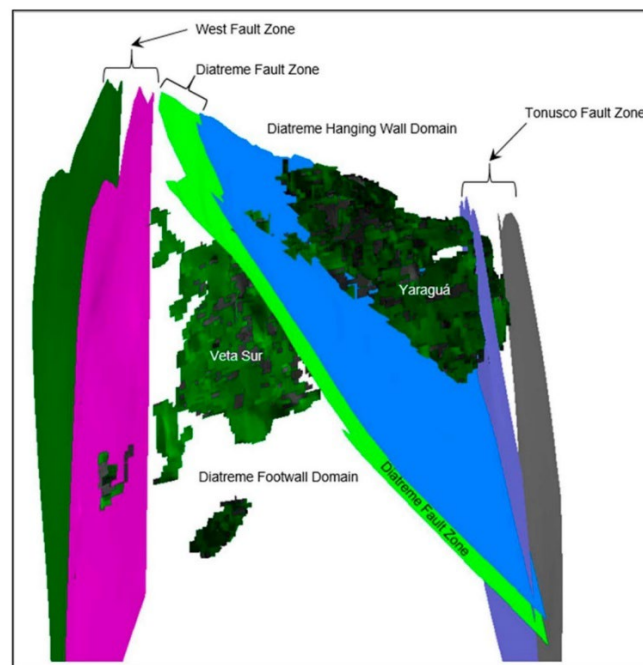 West Fault Zone
Diatreme Fault Zone
Diatreme Hanging Wall Domain
Tonusco Fault Zone
Yaraguá
Veta Sur
Diatreme Footwall Domain
Diatreme Fault Zone